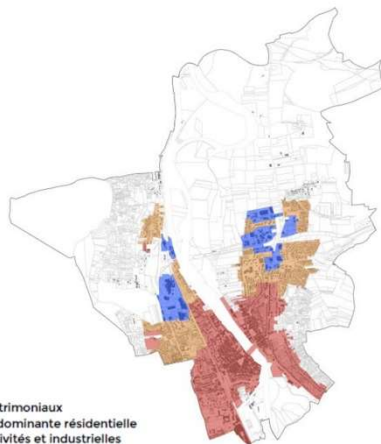 trimoniaux
dominante résidentielle
ivités et industrielles